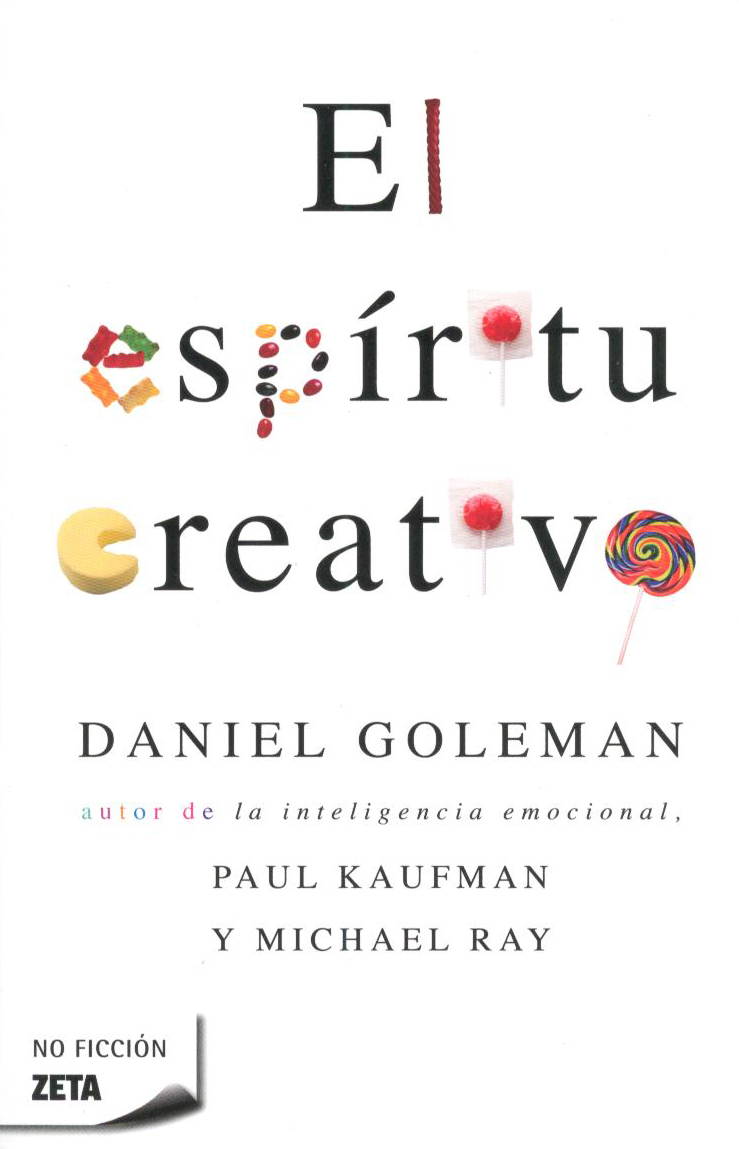 El
espíritu
creativo
DANIEL GOLEMAN
autor de la inteligencia emocional,
PAUL KAUFMAN
Y MICHAEL RAY
NO FICCIÓN
ZETA